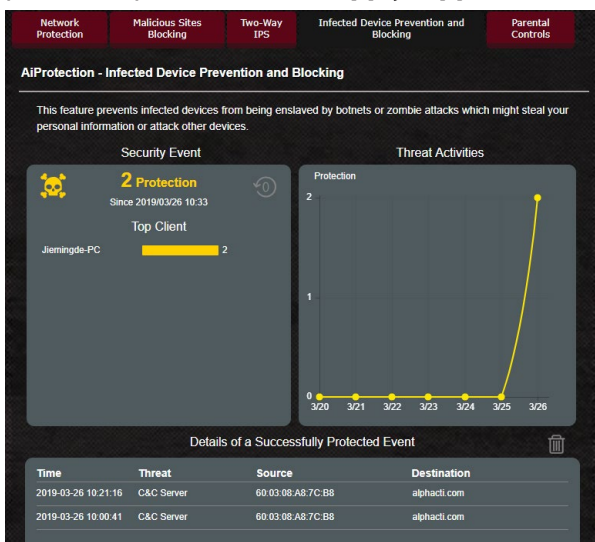 Network Protection
Malicious Sites Blocking
Two-Way IPS
Infected Device Prevention and Blocking
Parental Controls
AiProtection - Infected Device Prevention and Blocking
This feature prevents infected devices from being enslaved by botnets or zombie attacks which might steal your
personal information or attack other devices.
Security Event
2 Protection
Since 2019/03/26 10:33
0
Top Client
Jiemingde-PC 2
Threat Activities
Protection
2
1
0
3/20 3/21 3/22 3/23 3/24 3/25 3/26
Details of a Successfully Protected Event
Time Threat Source Destination
2019-03-26 10:21:16 C&C Server 60:03:08:A8:7C:B8 alphacti.com
2019-03-26 10:00:41 C&C Server 60:03:08:A8:7C:B8 alphacti.com